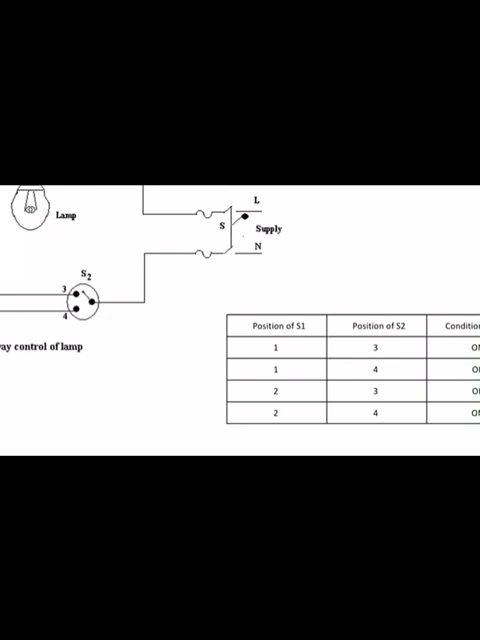 L
Lamp
S
Supply
N
S2
3
4
ay control of lamp
Position of S1 Position of S2 Condition
1 3 O
1 4 O
2 3 O
2 4 O